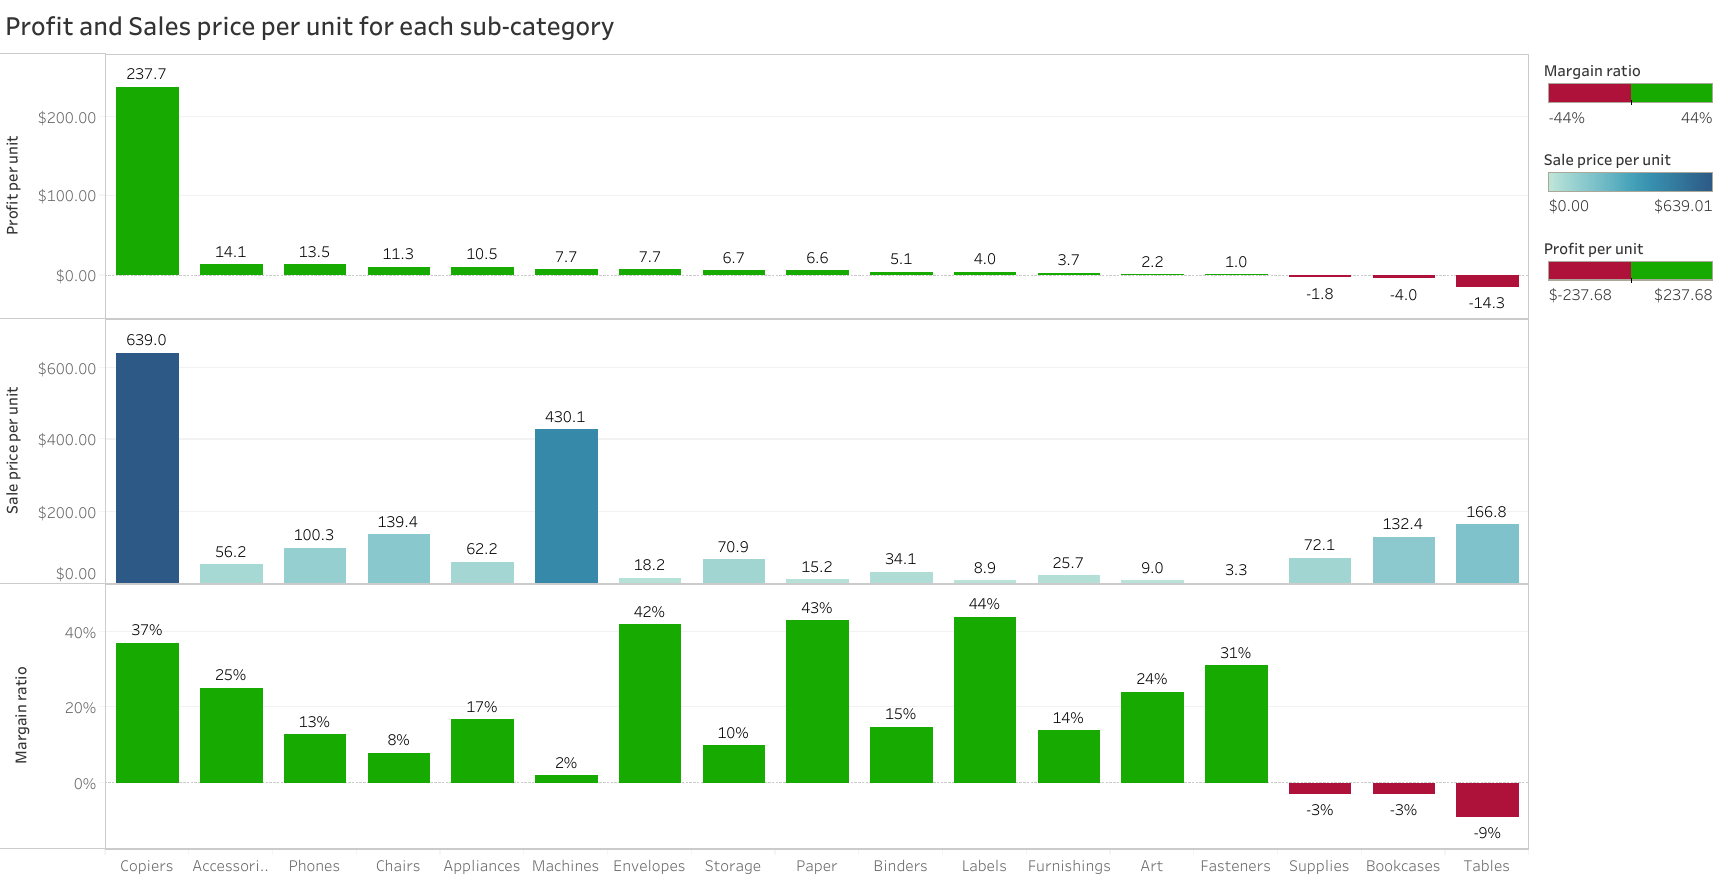 Profit and Sales price per unit for each sub-category
Profit per unit
$200.00
$100.00
$0.00
237.7
14.1
13.5
11.3
10.5
7.7
7.7
6.7
6.6
5.1
4.0
3.7
2.2
1.0
-1.8
-4.0
-14.3
Sale price per unit
$600.00
$400.00
$200.00
$0.00
639.0
56.2
100.3
139.4
62.2
430.1
18.2
70.9
15.2
34.1
8.9
25.7
9.0
3.3
72.1
132.4
166.8
Margain ratio
40%
20%
0%
37%
25%
13%
8%
17%
2%
42%
10%
43%
15%
44%
14%
24%
31%
-3%
-3%
-9%
Copiers
Accessori..
Phones
Chairs
Appliances
Machines
Envelopes
Storage
Paper
Binders
Labels
Furnishings
Art
Fasteners
Supplies
Bookcases
Tables
Margain ratio
-44% 44%
Sale price per unit
$0.00 $639.01
Profit per unit
$-237.68 $237.68